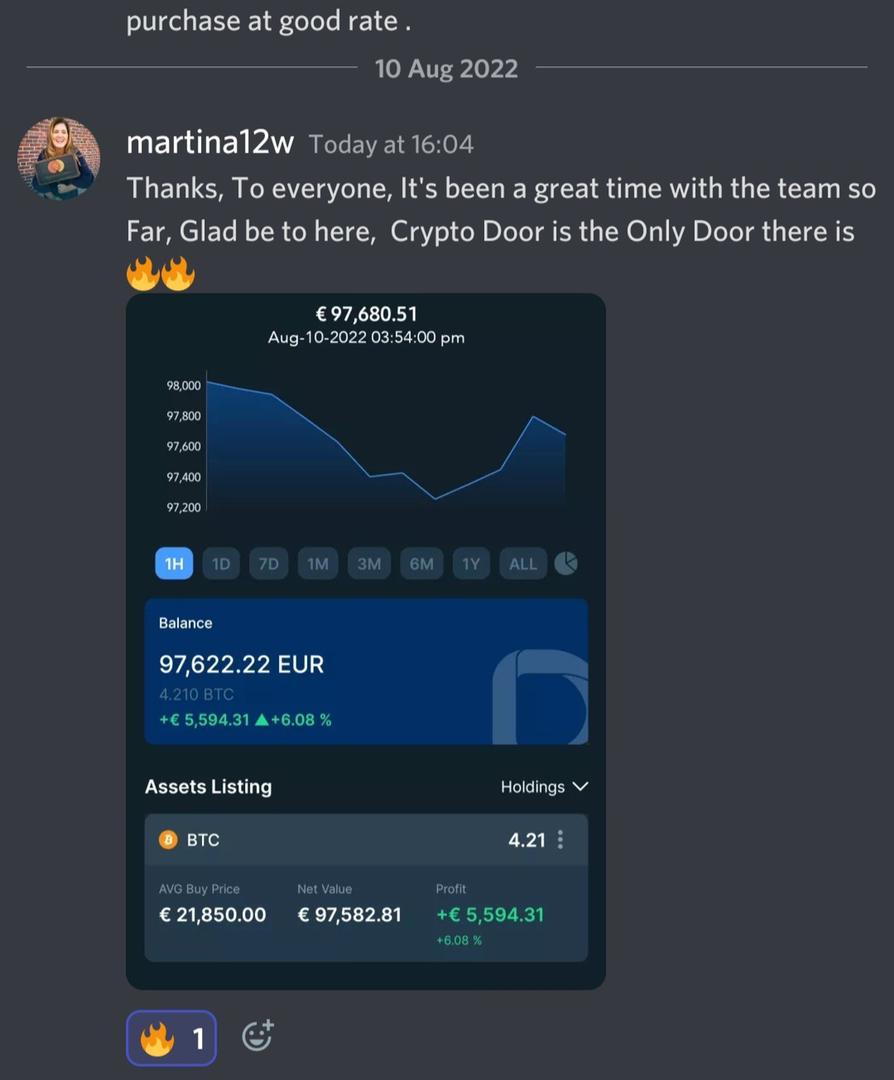 purchase at good rate .
10 Aug 2022
martina12w Today at 16:04
Thanks, To everyone, It's been a great time with the team so
Far, Glad be to here,  Crypto Door is the Only Door there is
🔥🔥
€ 97,680.51
Aug-10-2022 03:54:00 pm
98,000
97,800
97,600
97,400
97,200
1H 1D 7D 1M 3M 6M 1Y ALL
Balance
97,622.22 EUR
4.210 BTC
+€ 5,594.31 ▲+6.08 %
Assets Listing Holdings
BTC 4.21
AVG Buy Price Net Value Profit
€ 21,850.00 € 97,582.81 +€ 5,594.31
+6.08 %
🔥 1